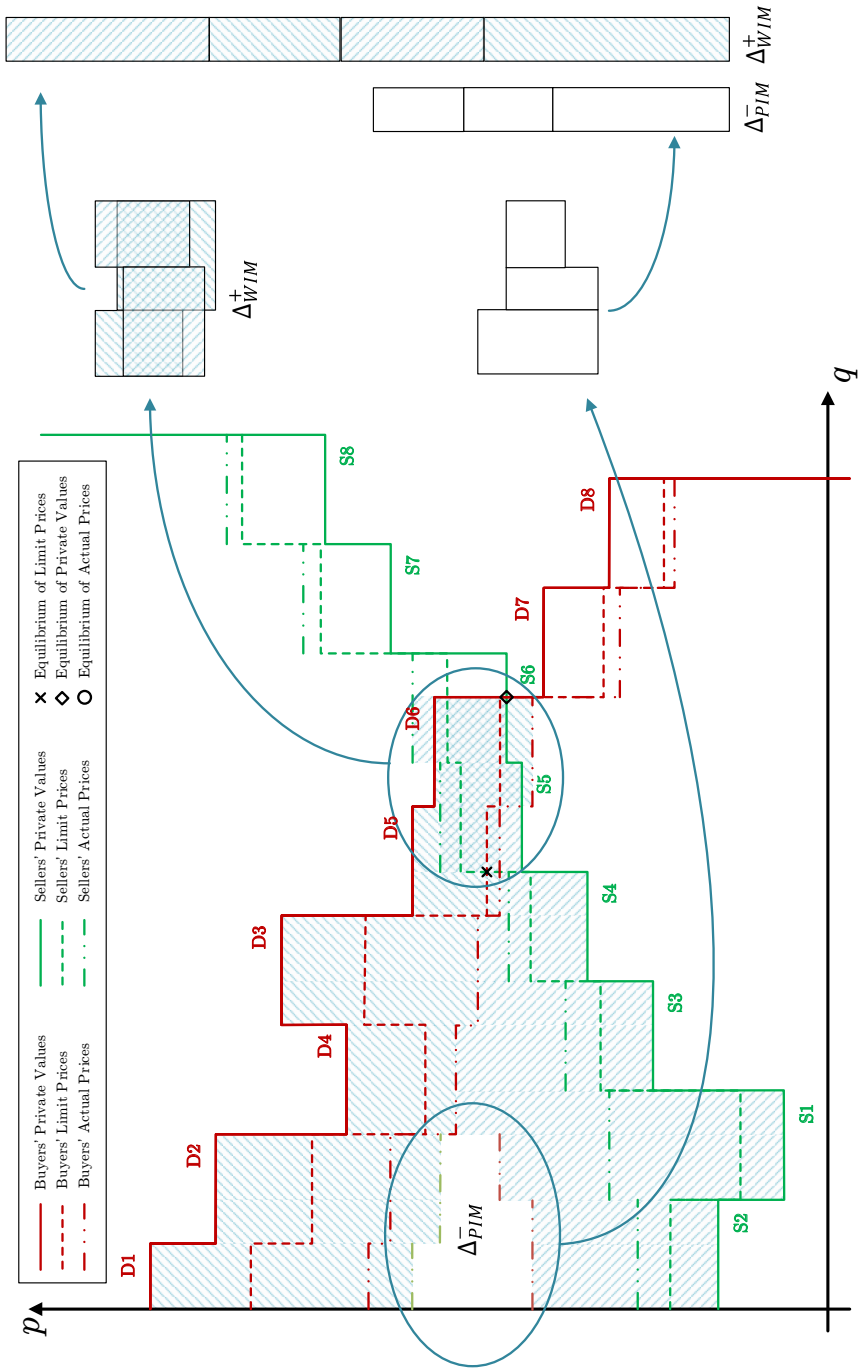 Buyers' Private Values
Buyers' Limit Prices
Buyers' Actual Prices
Sellers' Private Values
Sellers' Limit Prices
Sellers' Actual Prices
Equilibrium of Limit Prices
Equilibrium of Private Values
Equilibrium of Actual Prices
p
D1
D2
D4
D3
D5
D6
D7
D8
S2
S1
S3
S4
S5
S6
S7
S8
q
Δ⁻PIM
Δ⁺WIM
Δ⁺WIM
Δ⁻PIM